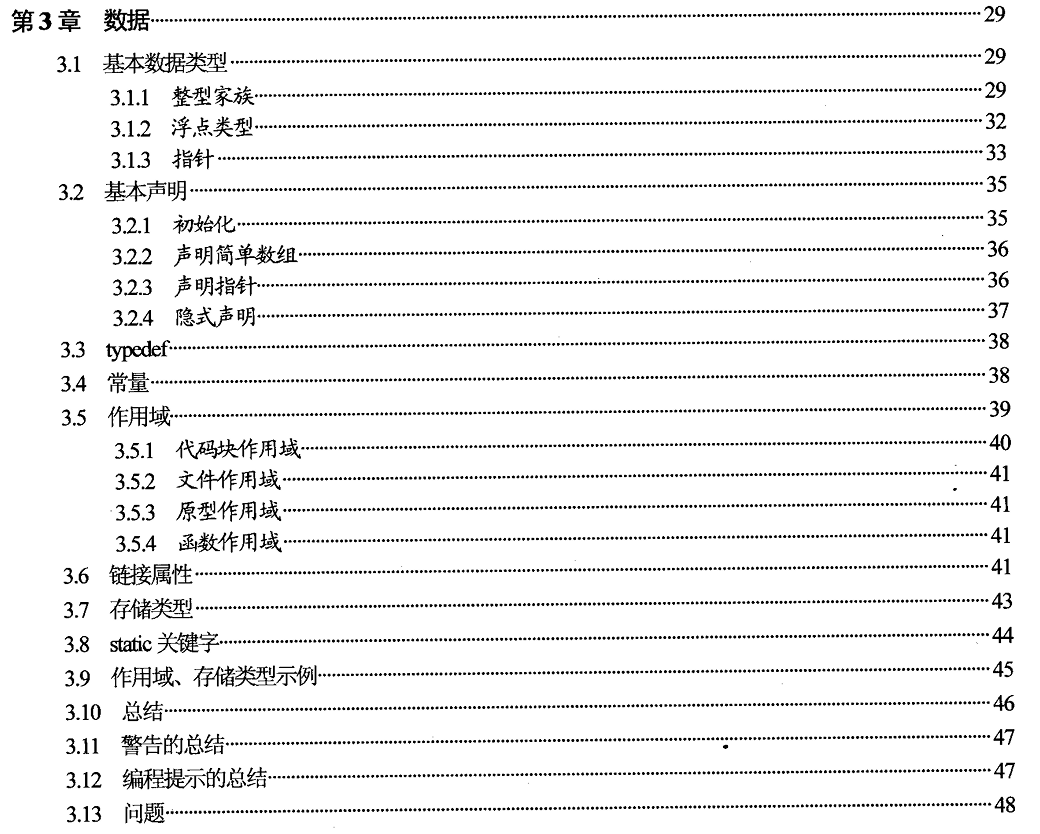 第3章 数据 29
3.1 基本数据类型 29
3.1.1 整型家族 29
3.1.2 浮点类型 32
3.1.3 指针 33
3.2 基本声明 35
3.2.1 初始化 35
3.2.2 声明简单数组 36
3.2.3 声明指针 36
3.2.4 隐式声明 37
3.3 typedef 38
3.4 常量 38
3.5 作用域 39
3.5.1 代码块作用域 40
3.5.2 文件作用域 41
3.5.3 原型作用域 41
3.5.4 函数作用域 41
3.6 链接属性 41
3.7 存储类型 43
3.8 static 关键字 44
3.9 作用域、存储类型示例 45
3.10 总结 46
3.11 警告的总结 47
3.12 编程提示的总结 47
3.13 问题 48